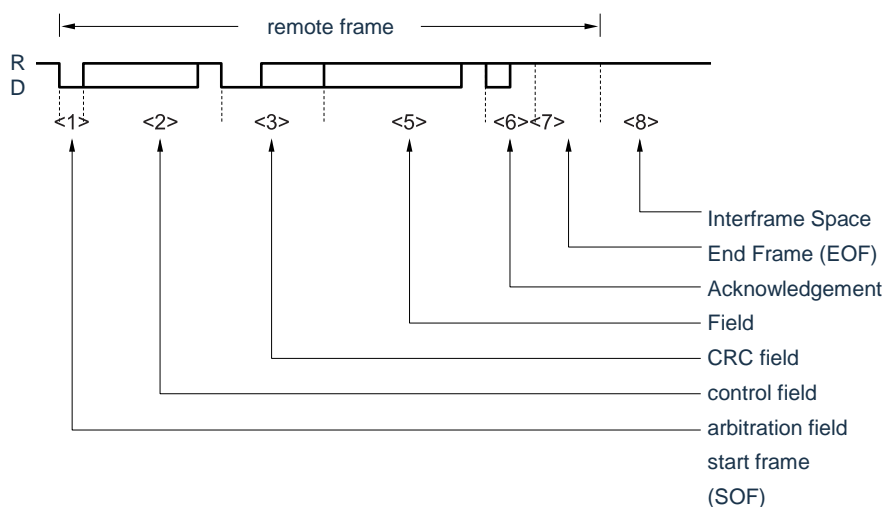 remote frame
R
D
<1> <2> <3> <5> <6> <7> <8>
Interframe Space
End Frame (EOF)
Acknowledgement
Field
CRC field
control field
arbitration field
start frame
(SOF)